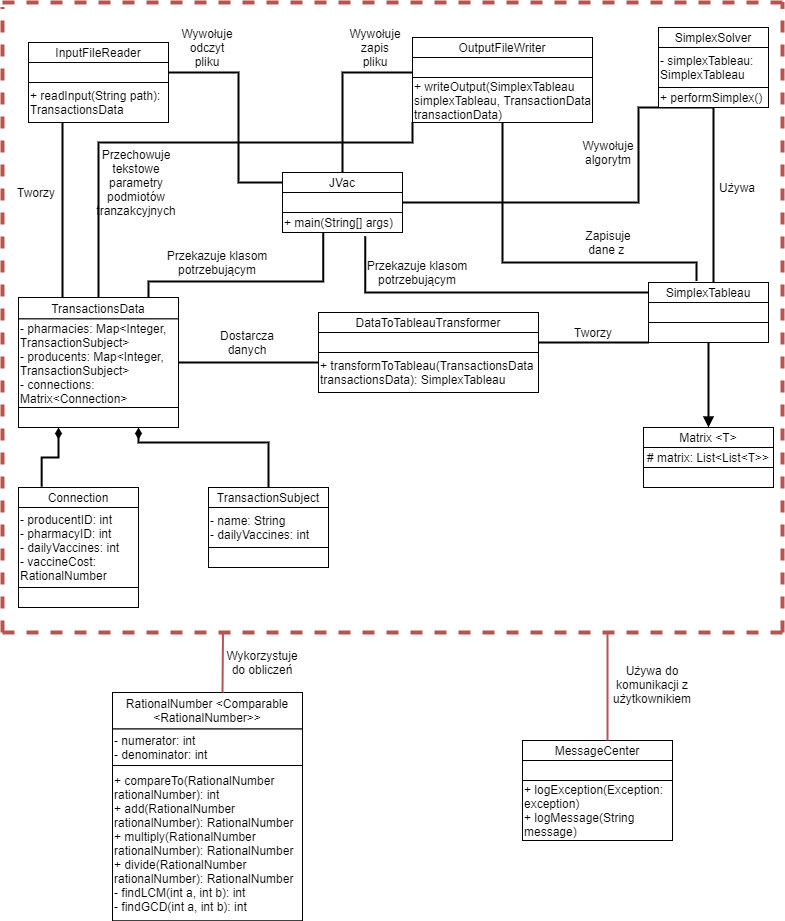 InputFileReader
+ readInput(String path):
TransactionsData
Wywołuje
odczyt
pliku
Wywołuje
zapis
pliku
OutputFileWriter
+ writeOutput(SimplexTableau
simplexTableau, TransactionData
transactionData)
SimplexSolver
- simplexTableau:
SimplexTableau
+ performSimplex()
Tworzy
Przechowuje
tekstowe
parametry
podmiotów
tranzakcyjnych
JVac
+ main(String[] args)
Wywołuje
algorytm
Używa
Przekazuje klasom
potrzebującym
Przekazuje klasom
potrzebującym
Zapisuje
dane z
TransactionsData
- pharmacies: Map<Integer,
TransactionSubject>
- producents: Map<Integer,
TransactionSubject>
- connections:
Matrix<Connection>
Dostarcza
danych
DataToTableauTransformer
+ transformToTableau(TransactionsData
transactionsData): SimplexTableau
Tworzy
SimplexTableau
Matrix <T>
# matrix: List<List<T>>
Connection
- producentID: int
- pharmacyID: int
- dailyVaccines: int
- vaccineCost:
RationalNumber
TransactionSubject
- name: String
- dailyVaccines: int
Wykorzystuje
do obliczeń
Używa do
komunikacji z
użytkownikiem
RationalNumber <Comparable
<RationalNumber>>
- numerator: int
- denominator: int
+ compareTo(RationalNumber
rationalNumber): int
+ add(RationalNumber
rationalNumber): RationalNumber
+ multiply(RationalNumber
rationalNumber): RationalNumber
+ divide(RationalNumber
rationalNumber): RationalNumber
- findLCM(int a, int b): int
- findGCD(int a, int b): int
MessageCenter
+ logException(Exception:
exception)
+ logMessage(String
message)